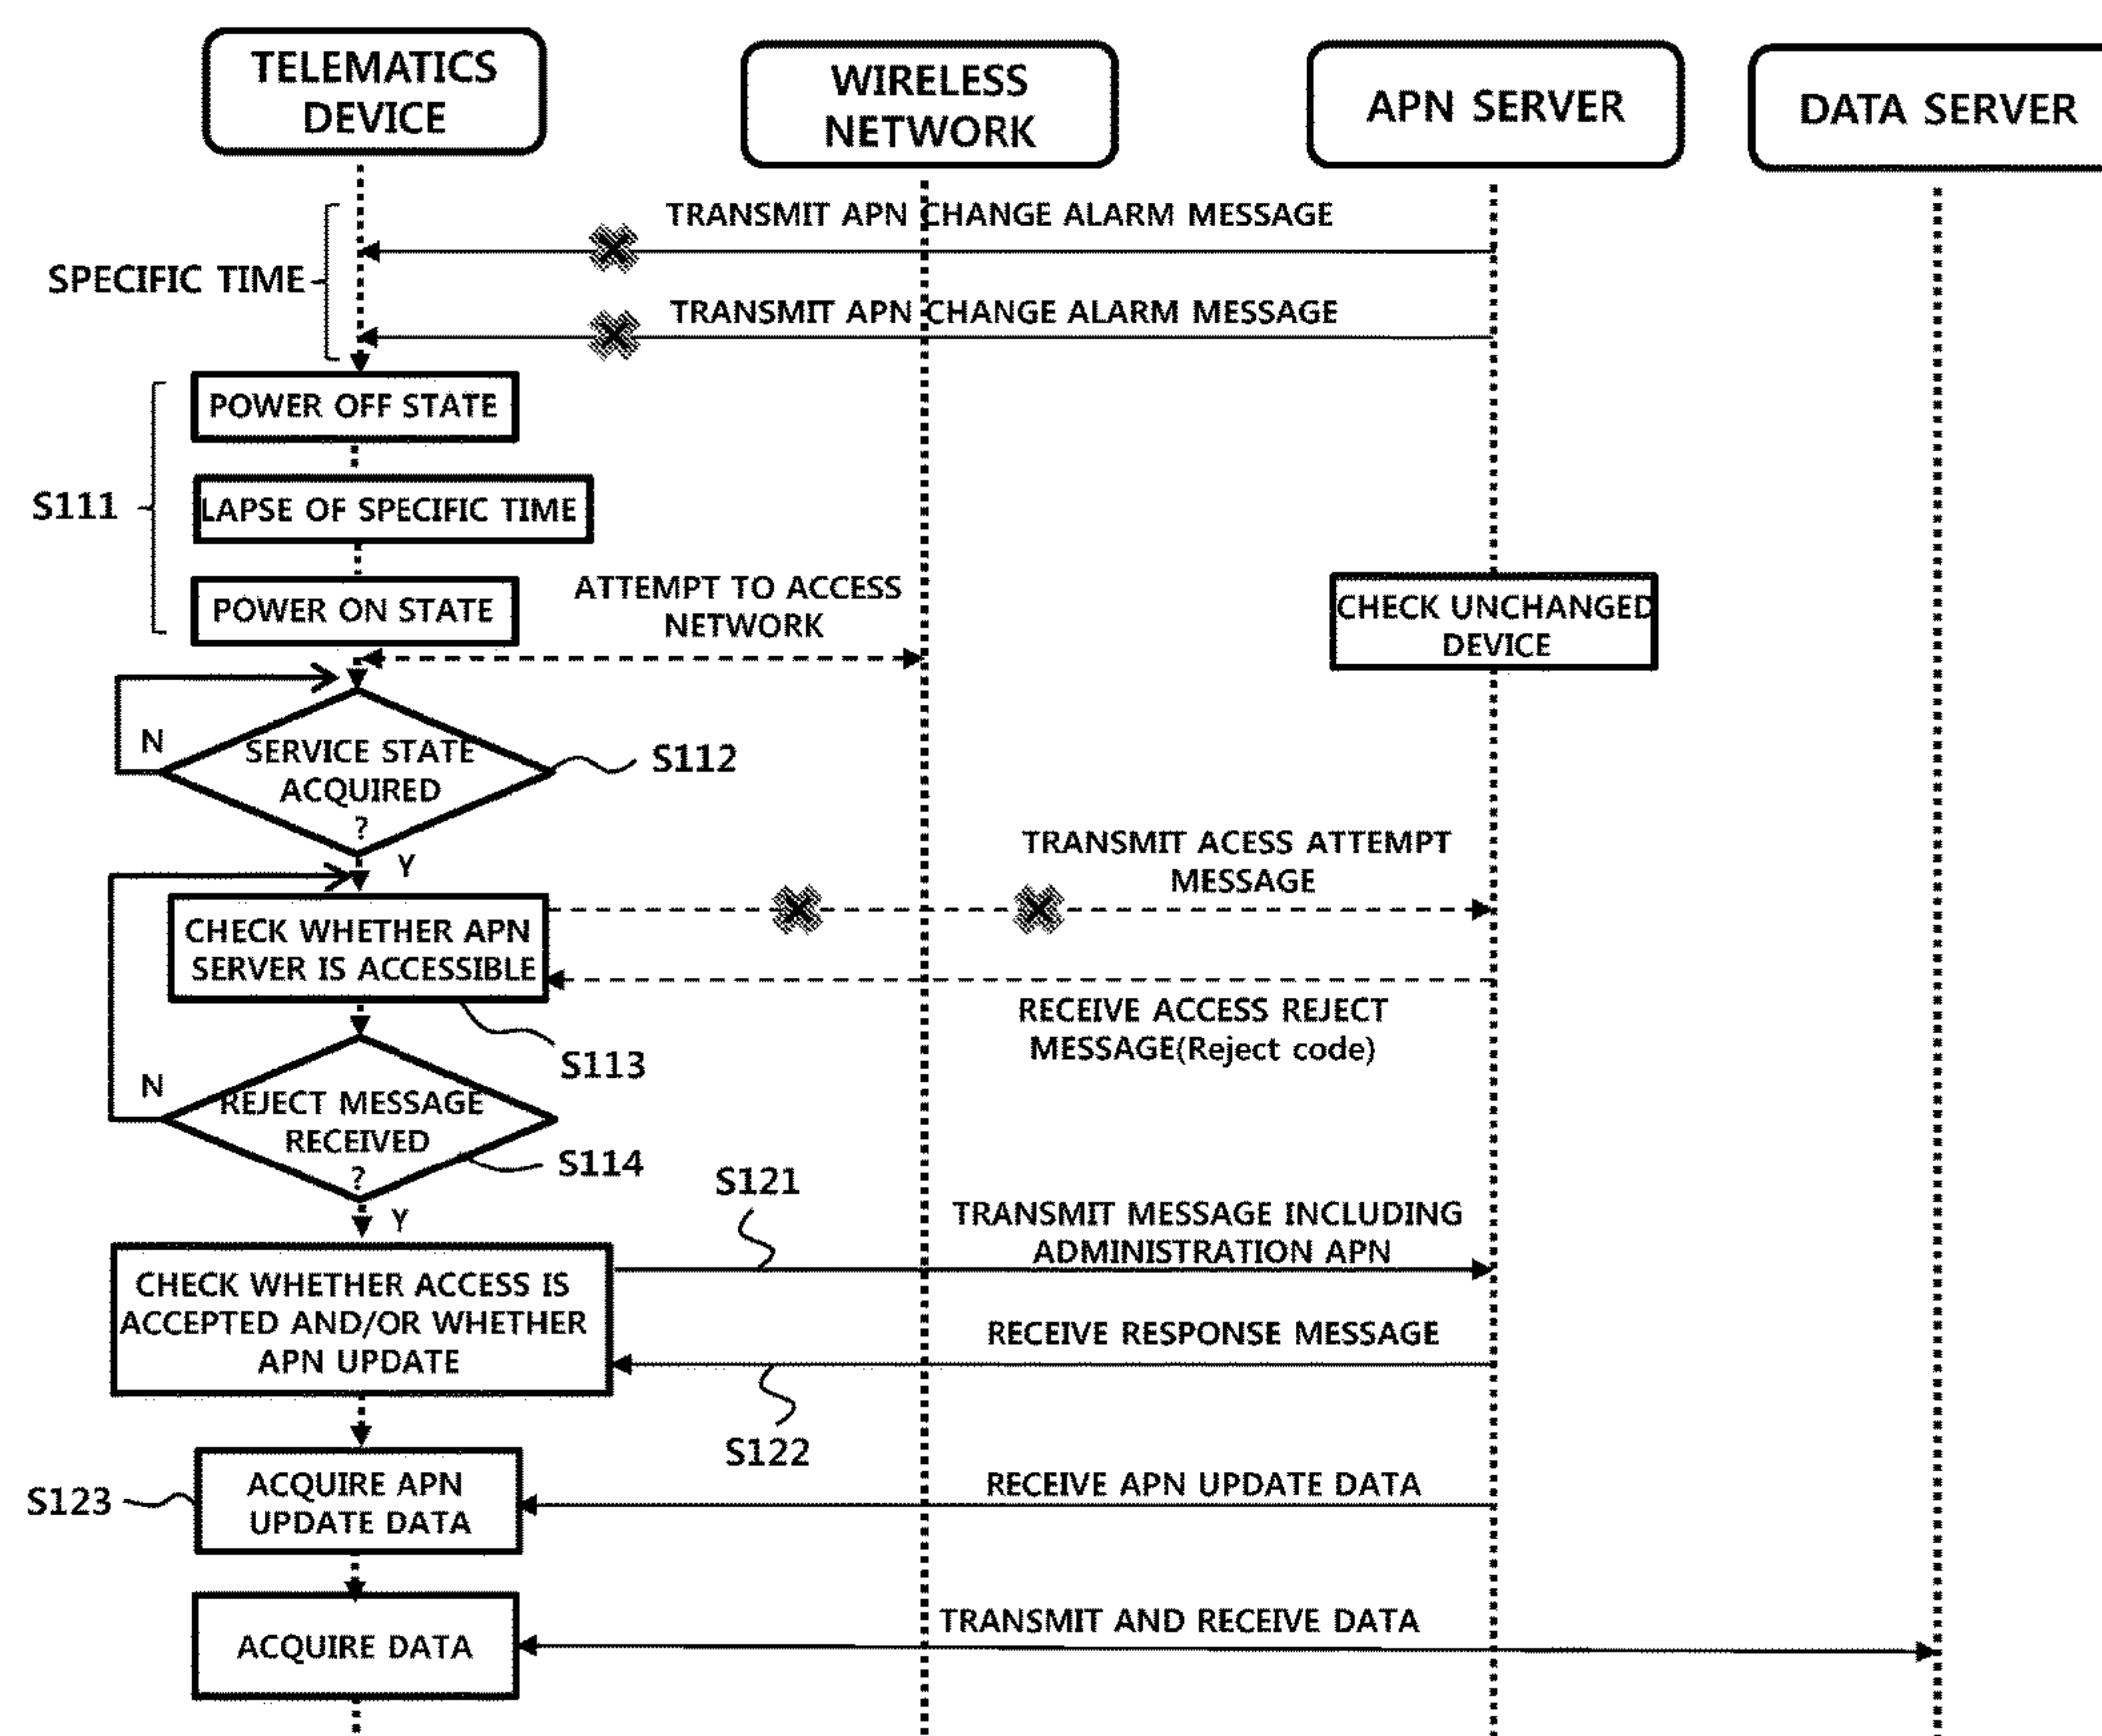 TELEMATICS
DEVICE
WIRELESS
NETWORK
APN SERVER
DATA SERVER
TRANSMIT APN CHANGE ALARM MESSAGE
SPECIFIC TIME
TRANSMIT APN CHANGE ALARM MESSAGE
POWER OFF STATE
S111
LAPSE OF SPECIFIC TIME
POWER ON STATE
ATTEMPT TO ACCESS
NETWORK
CHECK UNCHANGED
DEVICE
N
SERVICE STATE
ACQUIRED
?
S112
Y
TRANSMIT ACESS ATTEMPT
MESSAGE
CHECK WHETHER APN
SERVER IS ACCESSIBLE
RECEIVE ACCESS REJECT
MESSAGE(Reject code)
S113
N
REJECT MESSAGE
RECEIVED
?
S114
Y
S121
TRANSMIT MESSAGE INCLUDING
ADMINISTRATION APN
CHECK WHETHER ACCESS IS
ACCEPTED AND/OR WHETHER
APN UPDATE
RECEIVE RESPONSE MESSAGE
S122
S123
ACQUIRE APN
UPDATE DATA
RECEIVE APN UPDATE DATA
ACQUIRE DATA
TRANSMIT AND RECEIVE DATA